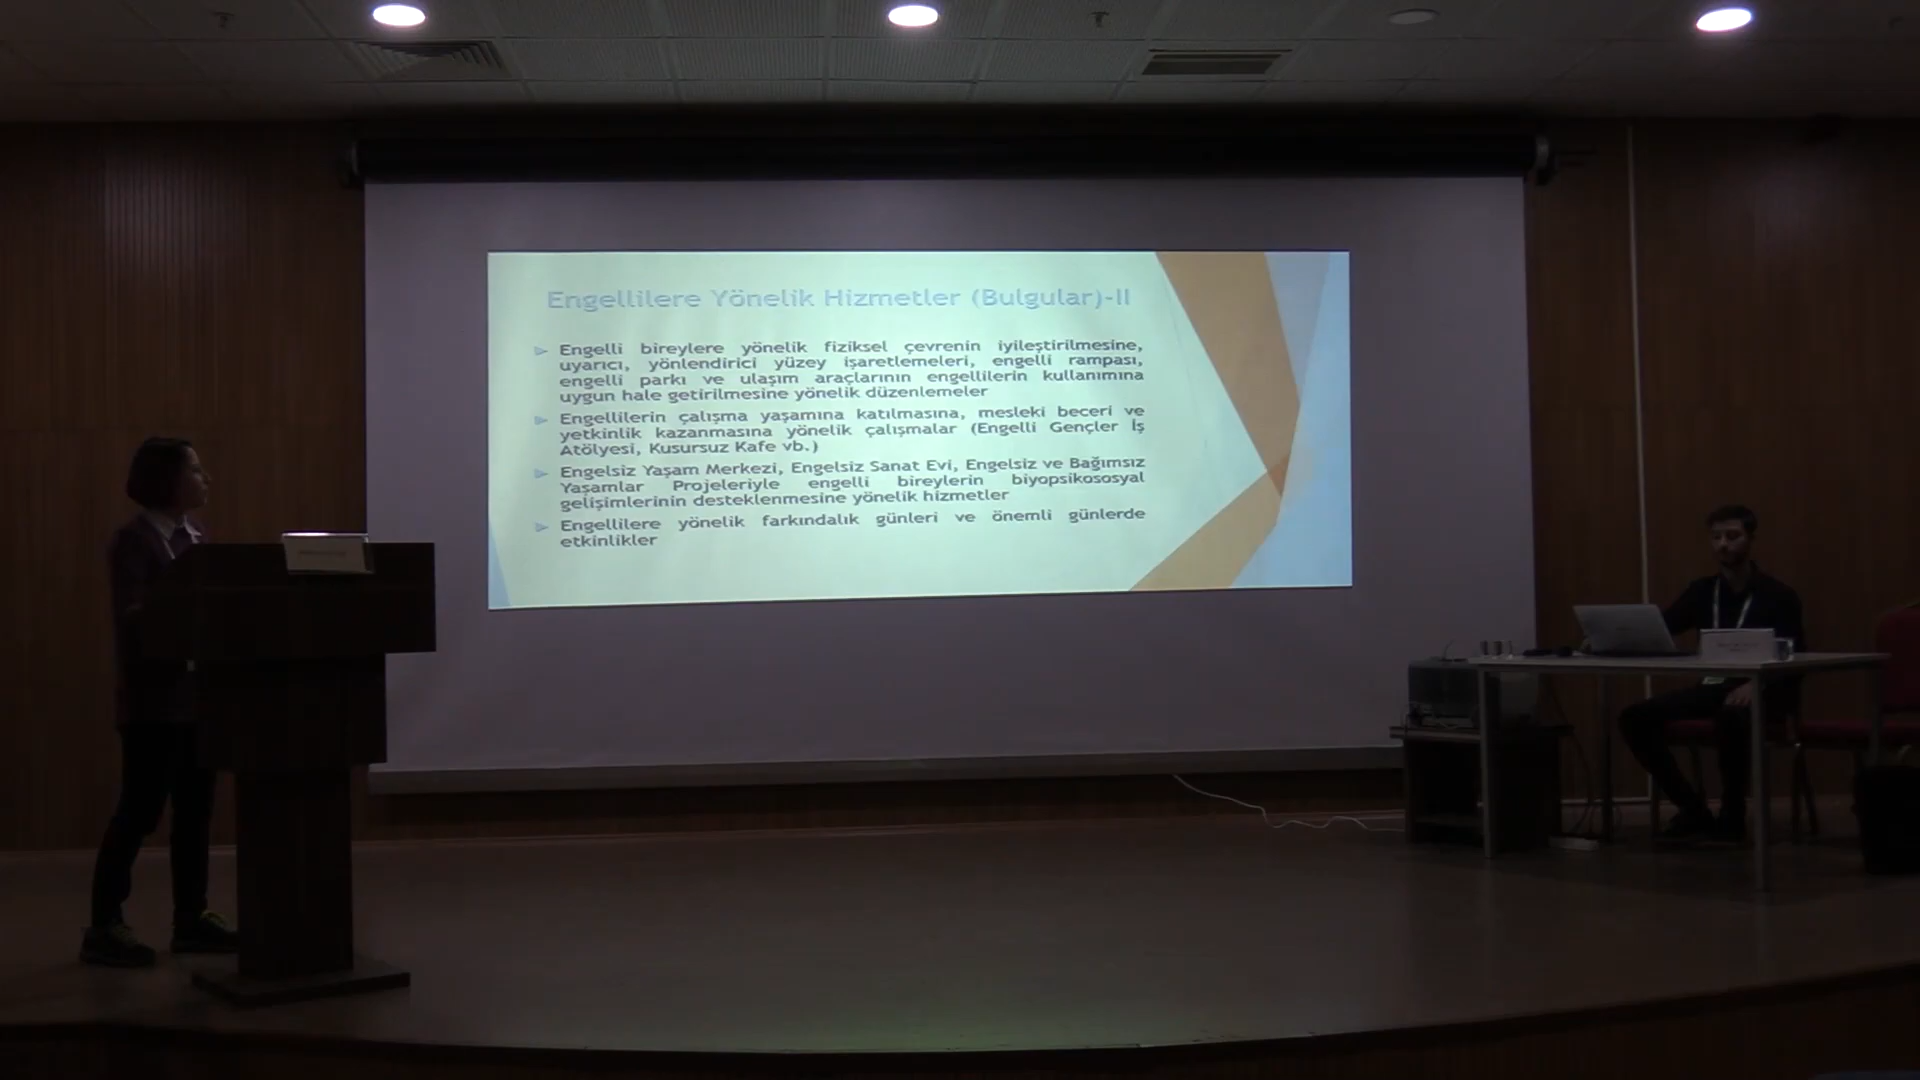 Engellilere Yönelik Hizmetler (Bulgular)-II
Engelli bireylere yönelik fiziksel çevrenin iyileştirilmesine,
uyarıcı, yönlendirici yüzey işaretlemeleri, engelli rampası,
engelli parkı ve ulaşım araçlarının engellilerin kullanımına
uygun hale getirilmesine yönelik düzenlemeler
Engellilerin çalışma yaşamına katılmasına, mesleki beceri ve
yetkinlik kazanmasına yönelik çalışmalar (Engelli Gençler İş
Atölyesi, Kusursuz Kafe vb.)
Engelsiz Yaşam Merkezi, Engelsiz Sanat Evi, Engelsiz ve Bağımsız
Yaşamlar Projeleriyle engelli bireylerin biyopsikososyal
gelişimlerinin desteklenmesine yönelik hizmetler
Engellilere yönelik farkındalık günleri ve önemli günlerde
etkinlikler